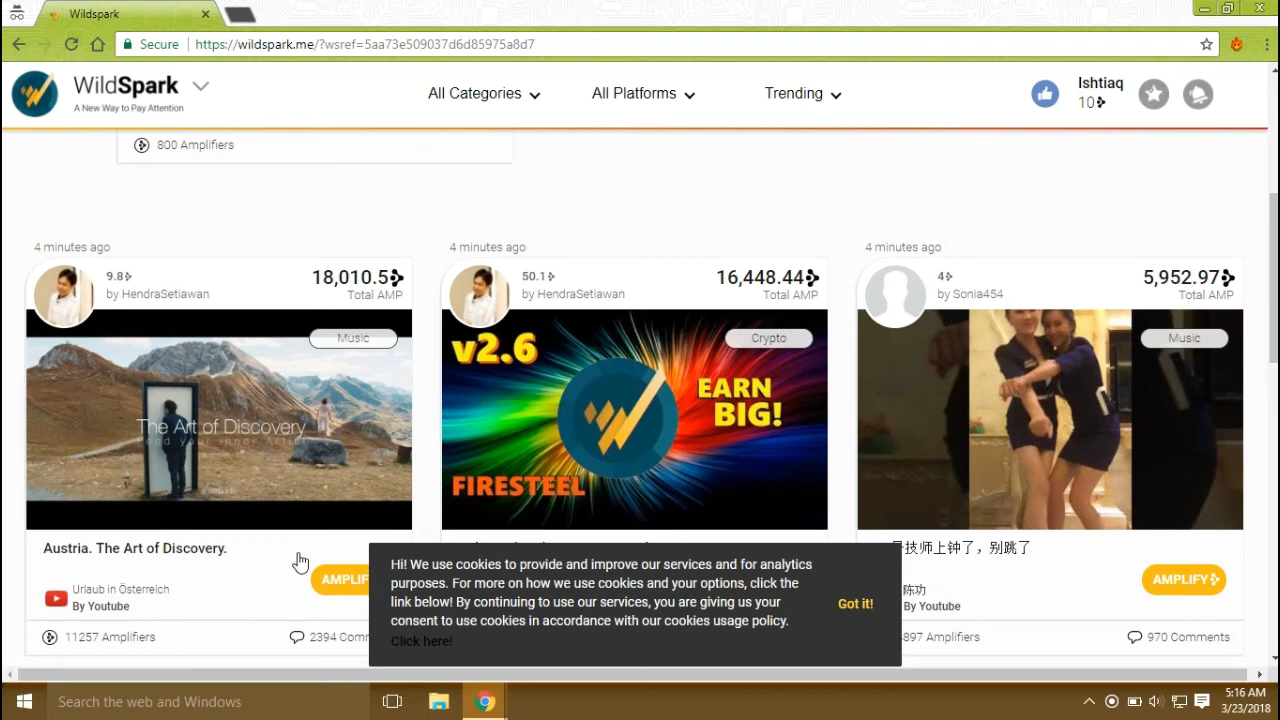 Wildspark
Secure
https://wildspark.me/?wsref=5aa73e509037d6d85975a8d7
WildSpark
A New Way to Pay Attention
All Categories
All Platforms
Trending
Ishtiaq
10
800 Amplifiers
4 minutes ago
9.8
by HendraSetiawan
18,010.5
Total AMP
Music
The Art of Discovery
Feed your inner Artist
Austria. The Art of Discovery.
Urlaub in Österreich
By Youtube
AMPLIF
11257 Amplifiers
2394 Com
4 minutes ago
50.1
by HendraSetiawan
16,448.44
Total AMP
Crypto
v2.6
EARN
BIG!
FIRESTEEL
4 minutes ago
4
by Sonia454
5,952.97
Total AMP
Music
技师上钟了，别跳了
陈功
By Youtube
AMPLIFY
897 Amplifiers
970 Comments
Hi! We use cookies to provide and improve our services and for analytics
purposes. For more on how we use cookies and your options, click the
link below! By continuing to use our services, you are giving us your
consent to use cookies in accordance with our cookies usage policy.
Click here!
Got it!
Search the web and Windows
5:16 AM
3/23/2018